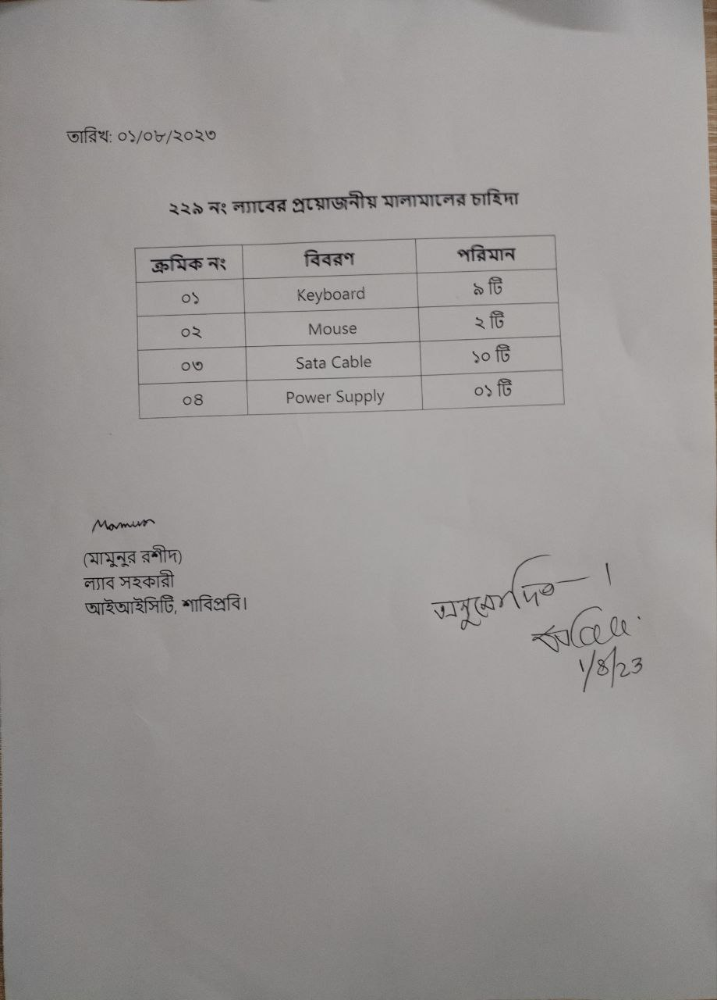 তারিখ: ০১/০৮/২০২৩
২২৯ নং ল্যাবের প্রয়োজনীয় মালামালের চাহিদা
ক্রমিক নং বিবরণ পরিমান
০১ Keyboard ৯ টি
০২ Mouse ২ টি
০৩ Sata Cable ১০ টি
০৪ Power Supply ০১ টি
Mamun
(মামুনুর রশীদ)
ল্যাব সহকারী
আইআইসিটি, শাবিপ্রবি।
অনুমোদিত।
1/8/23